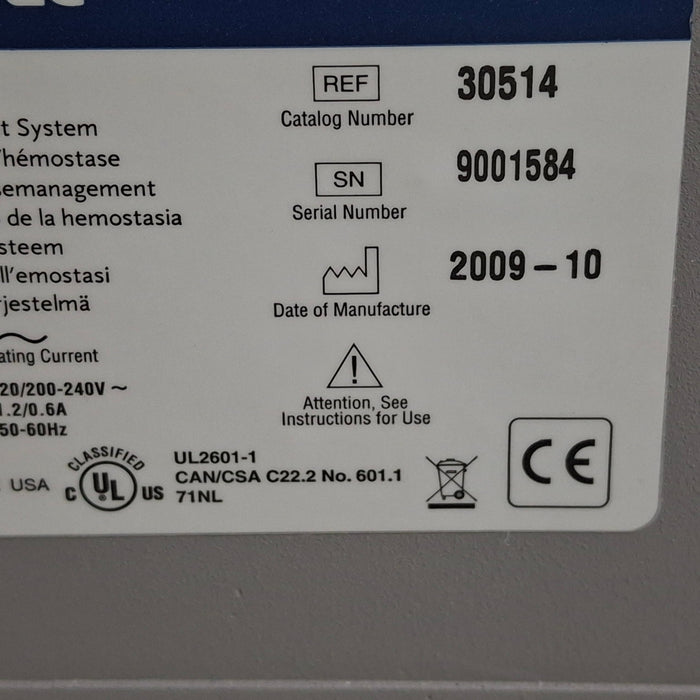 REF
30514
Catalog Number
SN
9001584
Serial Number
2009-10
Date of Manufacture
Attention, See
Instructions for Use
t System
'hémostase
semanagement
de la hemostasia
steem
ll'emostasi
rjestelmä
ating Current
20/200-240V ~
1.2/0.6A
50-60Hz
USA
CLASSIFIED
C UL US
®
UL2601-1
CAN/CSA C22.2 No. 601.1
71NL
CE